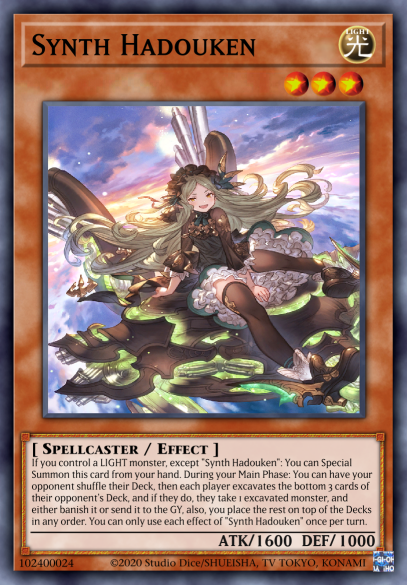 Synth Hadouken
LIGHT
光
[ Spellcaster / Effect ]
If you control a LIGHT monster, except "Synth Hadouken": You can Special
Summon this card from your hand. During your Main Phase: You can have your
opponent shuffle their Deck, then each player excavates the bottom 3 cards of
their opponent's Deck, and if they do, they take 1 excavated monster, and
either banish it or send it to the GY, also, you place the rest on top of the Decks
in any order. You can only use each effect of "Synth Hadouken" once per turn.
ATK/1600 DEF/1000
102400024 ©2020 Studio Dice/SHUEISHA, TV TOKYO, KONAMI